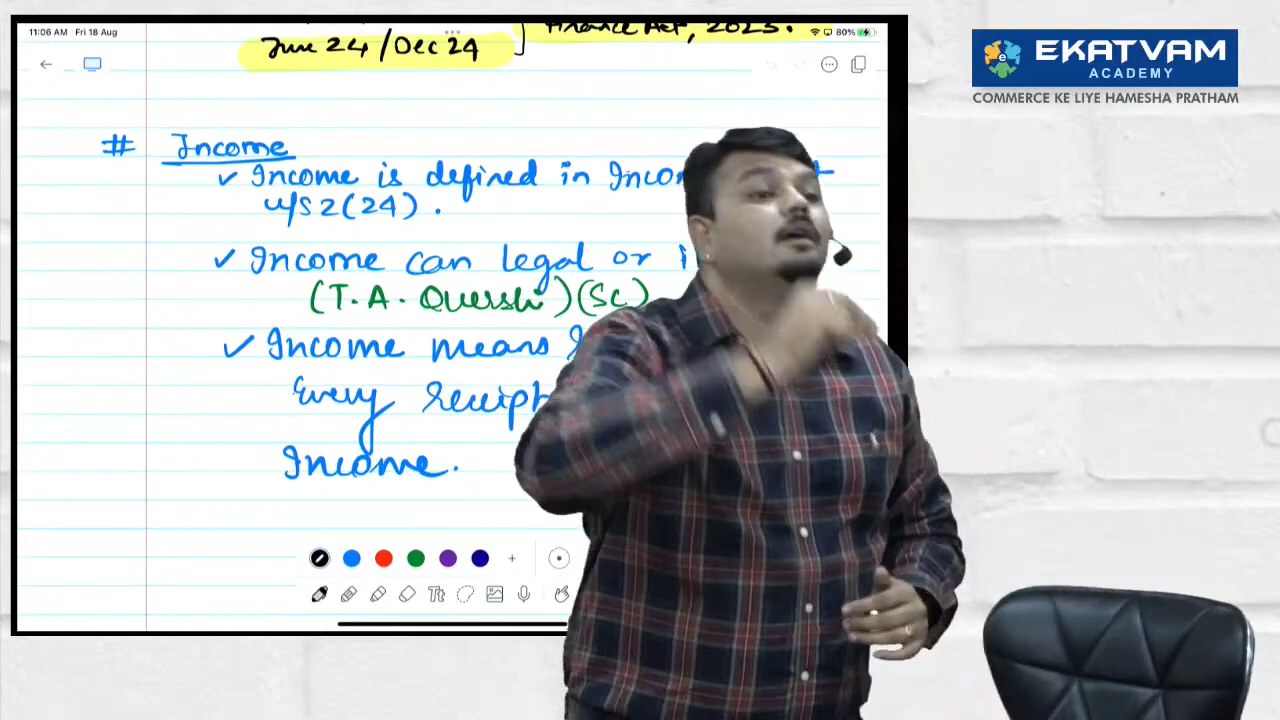 11:06 AM Fri 18 Aug
80%
Finance Act, 2023.
June 24 / Dec 24
EKATVAM
ACADEMY
COMMERCE KE LIYE HAMESHA PRATHAM
# Income
✓ Income is defined in
u/s 2(24).
✓ Income can legal or
(T. A. Quershi) (SC)
✓ Income means
Every receipt
Income.
Tt